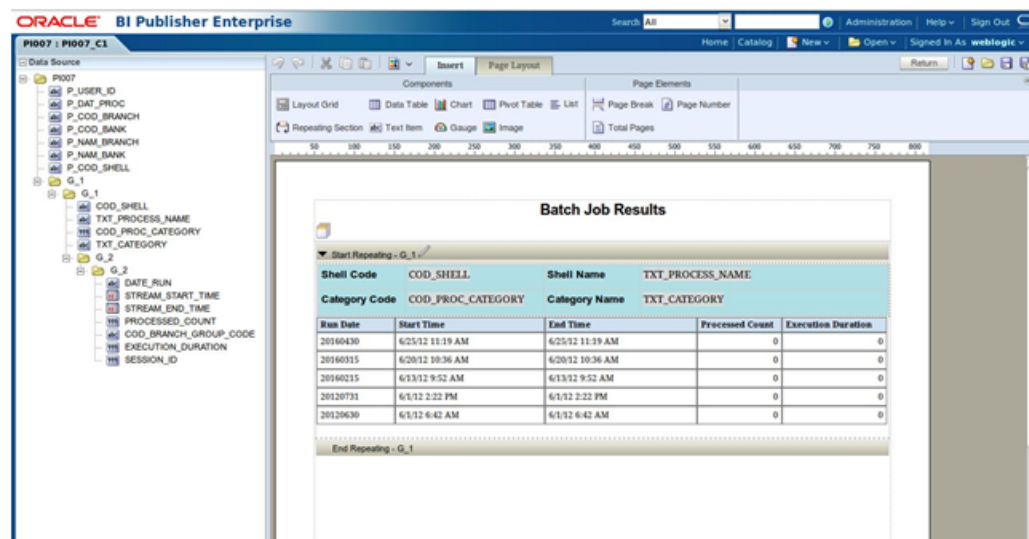 ORACLE BI Publisher Enterprise Search All Administration Help Sign Out
PI007 : PI007_C1 Home Catalog New Open Signed In As weblogic
Data Source Insert Page Layout Return
PI007
P_USER_ID
P_DAT_PROC
P_COD_BRANCH
P_COD_BANK
P_NAM_BRANCH
P_NAM_BANK
P_COD_SHELL
G_1
G_1
COD_SHELL
TXT_PROCESS_NAME
COD_PROC_CATEGORY
TXT_CATEGORY
G_2
G_2
DATE_RUN
STREAM_START_TIME
STREAM_END_TIME
PROCESSED_COUNT
COD_BRANCH_GROUP_CODE
EXECUTION_DURATION
SESSION_ID
Components Page Elements
Layout Grid Data Table Chart Pivot Table List Page Break Page Number
Repeating Section Text Item Gauge Image Total Pages
50 100 150 200 250 300 350 400 450 500 550 600 650 700 750 800
Batch Job Results
Start Repeating - G_1
Shell Code COD_SHELL Shell Name TXT_PROCESS_NAME
Category Code COD_PROC_CATEGORY Category Name TXT_CATEGORY
Run Date Start Time End Time Processed Count Execution Duration
20160430 6/25/12 11:19 AM 6/25/12 11:19 AM 0 0
20160315 6/20/12 10:36 AM 6/20/12 10:36 AM 0 0
20160215 6/13/12 9:52 AM 6/13/12 9:52 AM 0 0
20120731 6/1/12 2:22 PM 6/1/12 2:22 PM 0 0
20120630 6/1/12 6:42 AM 6/1/12 6:42 AM 0 0
End Repeating - G_1